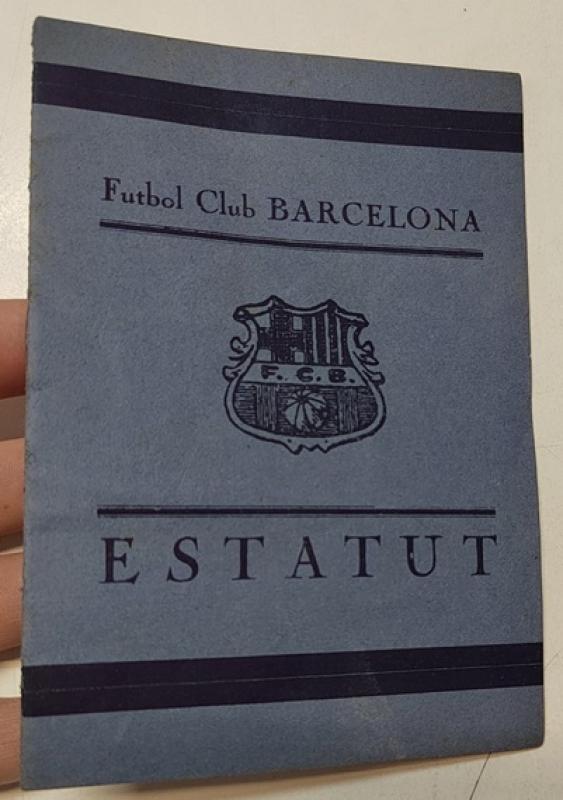 Futbol Club BARCELONA
F. C. B.
ESTATUT